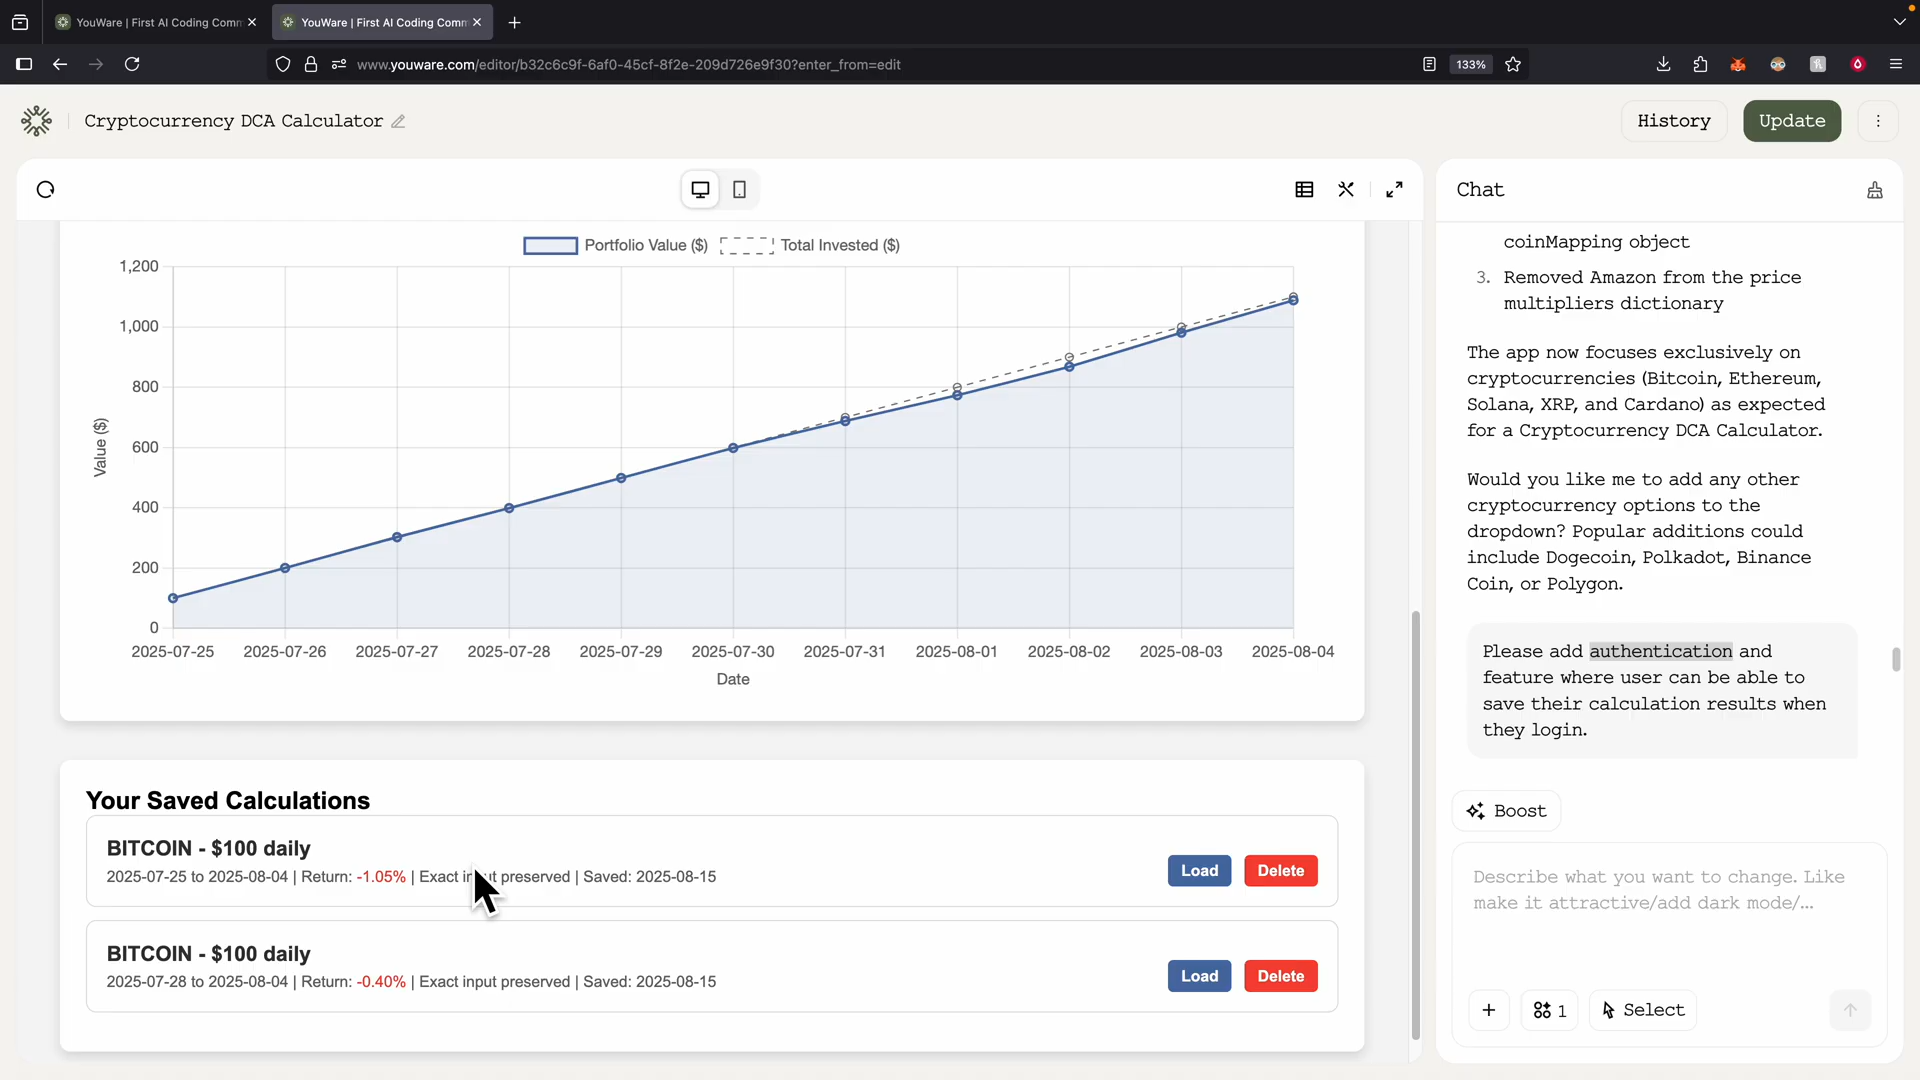 YouWare | First AI Coding Comm
YouWare | First AI Coding Comm
www.youware.com/editor/b32c6c9f-6af0-45cf-8f2e-209d726e9f30?enter_from=edit
133%
Cryptocurrency DCA Calculator
History
Update
Chat
Portfolio Value ($)
Total Invested ($)
1,200
1,000
800
600
400
200
0
Value ($)
2025-07-25
2025-07-26
2025-07-27
2025-07-28
2025-07-29
2025-07-30
2025-07-31
2025-08-01
2025-08-02
2025-08-03
2025-08-04
Date
Your Saved Calculations
BITCOIN - $100 daily
2025-07-25 to 2025-08-04 | Return: -1.05% | Exact input preserved | Saved: 2025-08-15
Load
Delete
BITCOIN - $100 daily
2025-07-28 to 2025-08-04 | Return: -0.40% | Exact input preserved | Saved: 2025-08-15
Load
Delete
coinMapping object
3. Removed Amazon from the price
multipliers dictionary
The app now focuses exclusively on
cryptocurrencies (Bitcoin, Ethereum,
Solana, XRP, and Cardano) as expected
for a Cryptocurrency DCA Calculator.
Would you like me to add any other
cryptocurrency options to the
dropdown? Popular additions could
include Dogecoin, Polkadot, Binance
Coin, or Polygon.
Please add authentication and
feature where user can be able to
save their calculation results when
they login.
Boost
Describe what you want to change. Like
make it attractive/add dark mode/...
1
Select